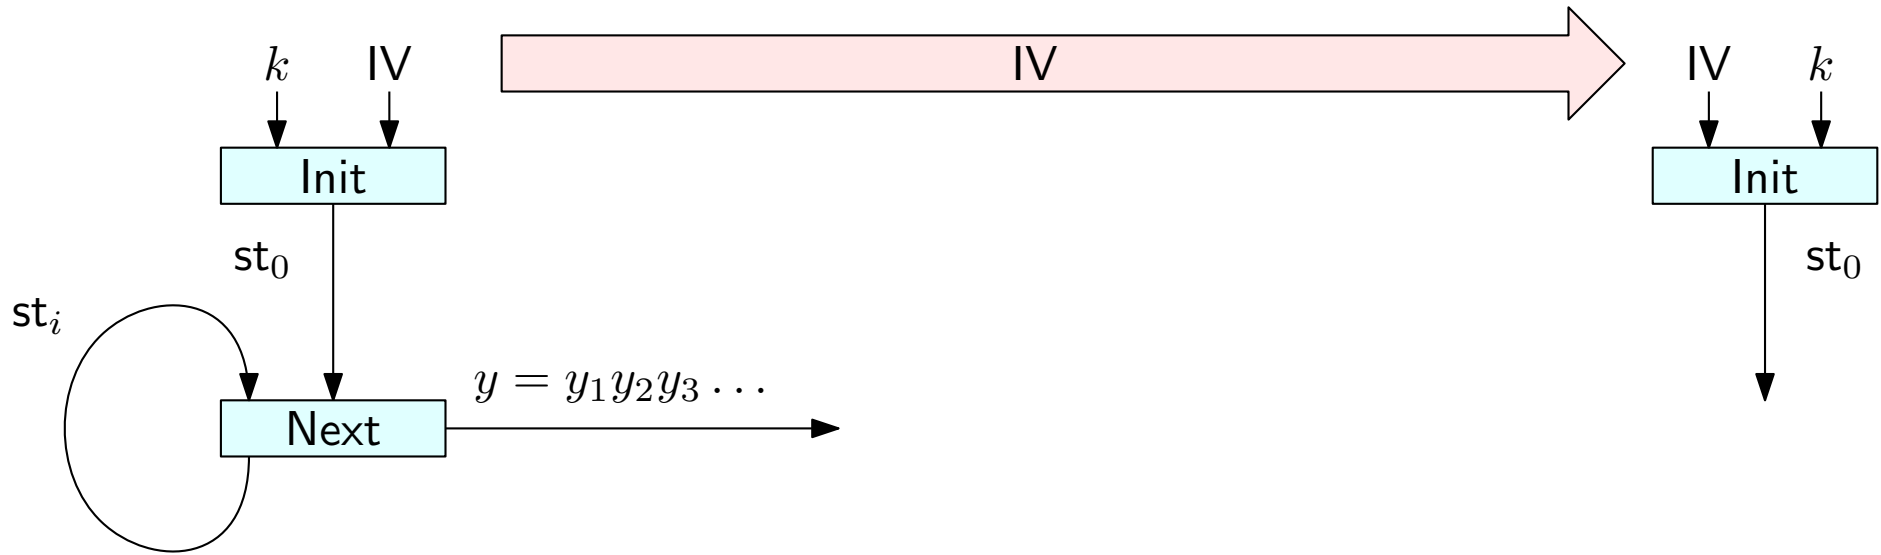 k IV IV IV k
Init Init
st₀ st₀
stᵢ
y = y₁y₂y₃ . . .
Next